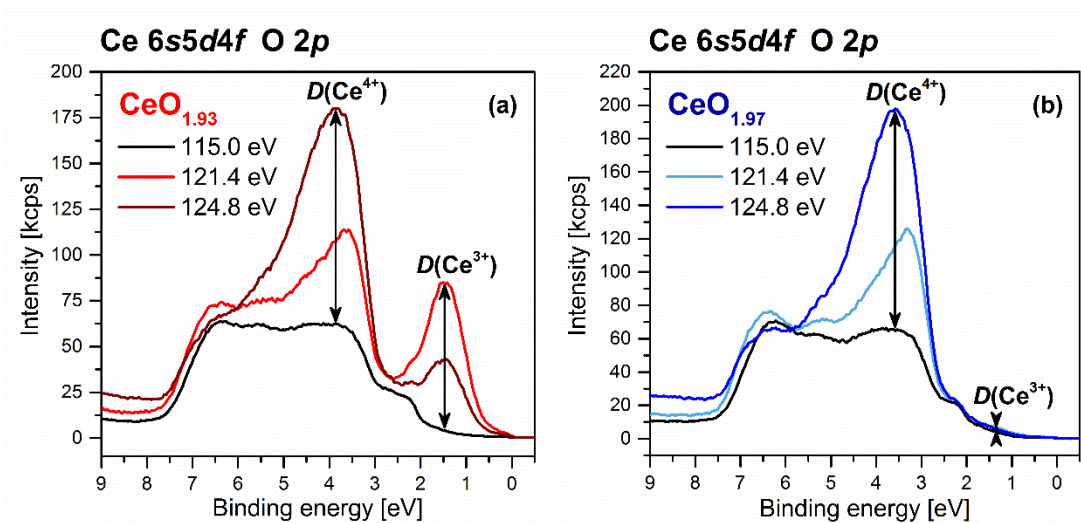 Ce 6s5d4f O 2p
(a)
CeO1.93
115.0 eV
121.4 eV
124.8 eV
D(Ce4+)
D(Ce3+)
Intensity [kcps]
200
175
150
125
100
75
50
25
0
9 8 7 6 5 4 3 2 1 0
Binding energy [eV]
Ce 6s5d4f O 2p
(b)
CeO1.97
115.0 eV
121.4 eV
124.8 eV
D(Ce4+)
D(Ce3+)
Intensity [kcps]
220
200
180
160
140
120
100
80
60
40
20
0
9 8 7 6 5 4 3 2 1 0
Binding energy [eV]